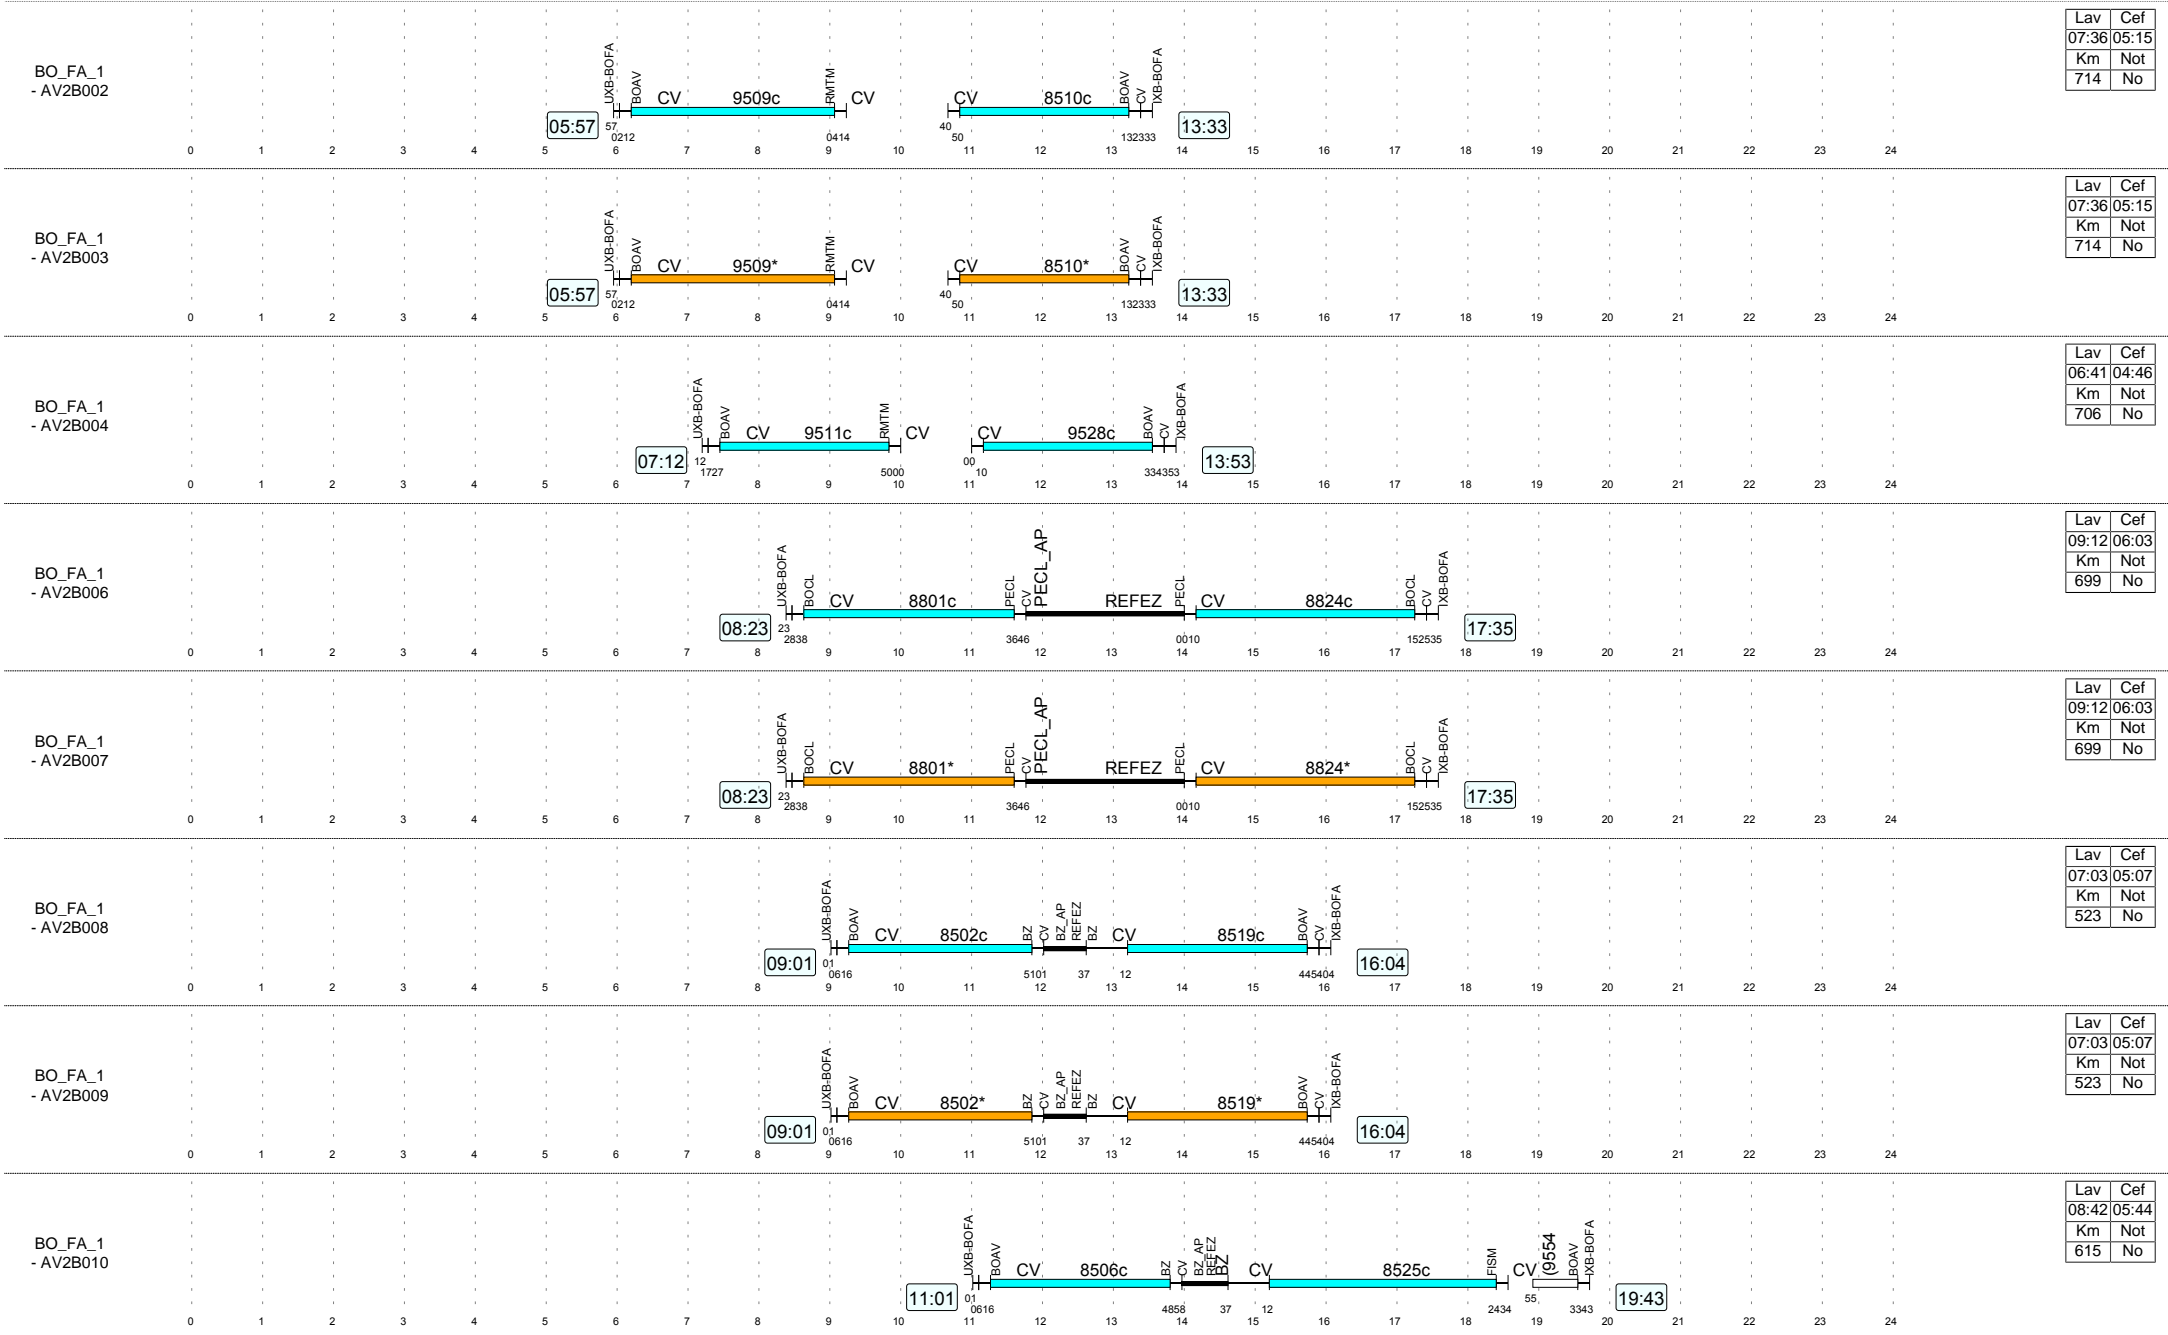 Lav Cef
07:36 05:15
Km Not
714 No
BO_FA_1
- AV2B002
UXB-BOFA BOAV CV 9509c RMTM CV CV 8510c BOAV CV IXB-BOFA
05:57 57 0212 0414 40 50 132333 13:33
0 1 2 3 4 5 6 7 8 9 10 11 12 13 14 15 16 17 18 19 20 21 22 23 24
Lav Cef
07:36 05:15
Km Not
714 No
BO_FA_1
- AV2B003
UXB-BOFA BOAV CV 9509* RMTM CV CV 8510* BOAV CV IXB-BOFA
05:57 57 0212 0414 40 50 132333 13:33
0 1 2 3 4 5 6 7 8 9 10 11 12 13 14 15 16 17 18 19 20 21 22 23 24
Lav Cef
06:41 04:46
Km Not
706 No
BO_FA_1
- AV2B004
UXB-BOFA BOAV CV 9511c RMTM CV CV 9528c BOAV CV IXB-BOFA
07:12 12 1727 5000 00 10 334353 13:53
0 1 2 3 4 5 6 7 8 9 10 11 12 13 14 15 16 17 18 19 20 21 22 23 24
Lav Cef
09:12 06:03
Km Not
699 No
BO_FA_1
- AV2B006
UXB-BOFA BOCL CV 8801c PECL CV PECL_AP REFEZ PECL CV 8824c BOCL CV IXB-BOFA
08:23 23 2838 3646 0010 152535 17:35
0 1 2 3 4 5 6 7 8 9 10 11 12 13 14 15 16 17 18 19 20 21 22 23 24
Lav Cef
09:12 06:03
Km Not
699 No
BO_FA_1
- AV2B007
UXB-BOFA BOCL CV 8801* PECL CV PECL_AP REFEZ PECL CV 8824* BOCL CV IXB-BOFA
08:23 23 2838 3646 0010 152535 17:35
0 1 2 3 4 5 6 7 8 9 10 11 12 13 14 15 16 17 18 19 20 21 22 23 24
Lav Cef
07:03 05:07
Km Not
523 No
BO_FA_1
- AV2B008
UXB-BOFA BOAV CV 8502c BZ CV BZ_AP REFEZ BZ CV 8519c BOAV CV IXB-BOFA
09:01 01 0616 5101 37 12 445404 16:04
0 1 2 3 4 5 6 7 8 9 10 11 12 13 14 15 16 17 18 19 20 21 22 23 24
Lav Cef
07:03 05:07
Km Not
523 No
BO_FA_1
- AV2B009
UXB-BOFA BOAV CV 8502* BZ CV BZ_AP REFEZ BZ CV 8519* BOAV CV IXB-BOFA
09:01 01 0616 5101 37 12 445404 16:04
0 1 2 3 4 5 6 7 8 9 10 11 12 13 14 15 16 17 18 19 20 21 22 23 24
Lav Cef
08:42 05:44
Km Not
615 No
BO_FA_1
- AV2B010
UXB-BOFA BOAV CV 8506c BZ CV BZ_AP REFEZ BZ CV 8525c FISM CV (9554 BOAV IXB-BOFA
11:01 01 0616 4858 37 12 2434 55 3343 19:43
0 1 2 3 4 5 6 7 8 9 10 11 12 13 14 15 16 17 18 19 20 21 22 23 24